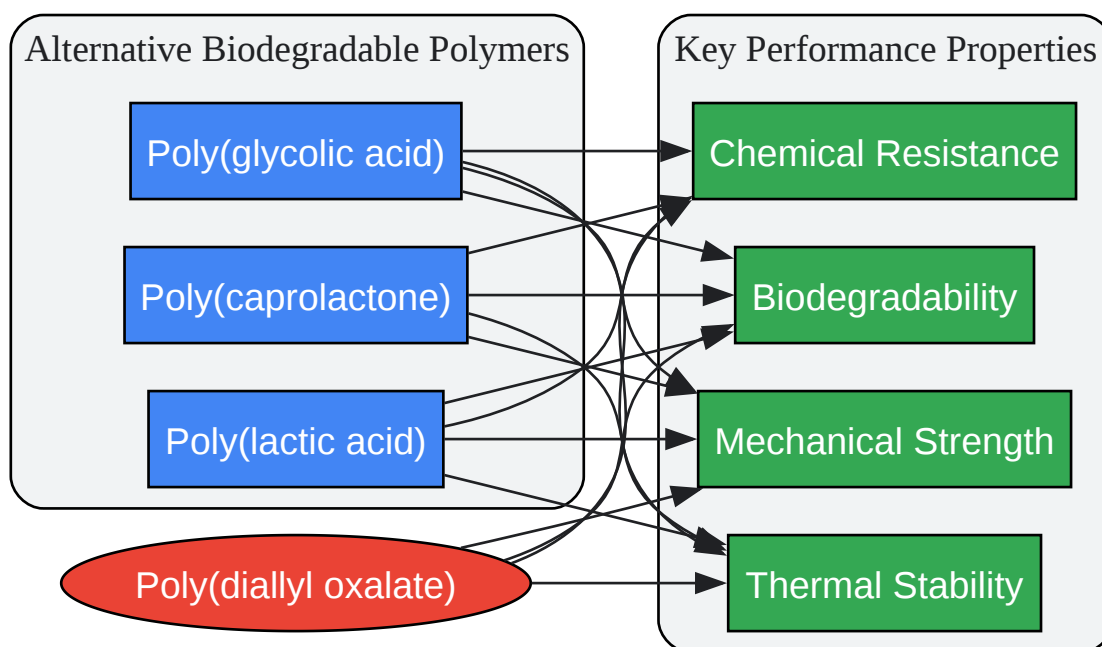 Alternative Biodegradable Polymers
Poly(glycolic acid)
Poly(caprolactone)
Poly(lactic acid)
Poly(diallyl oxalate)
Key Performance Properties
Chemical Resistance
Biodegradability
Mechanical Strength
Thermal Stability